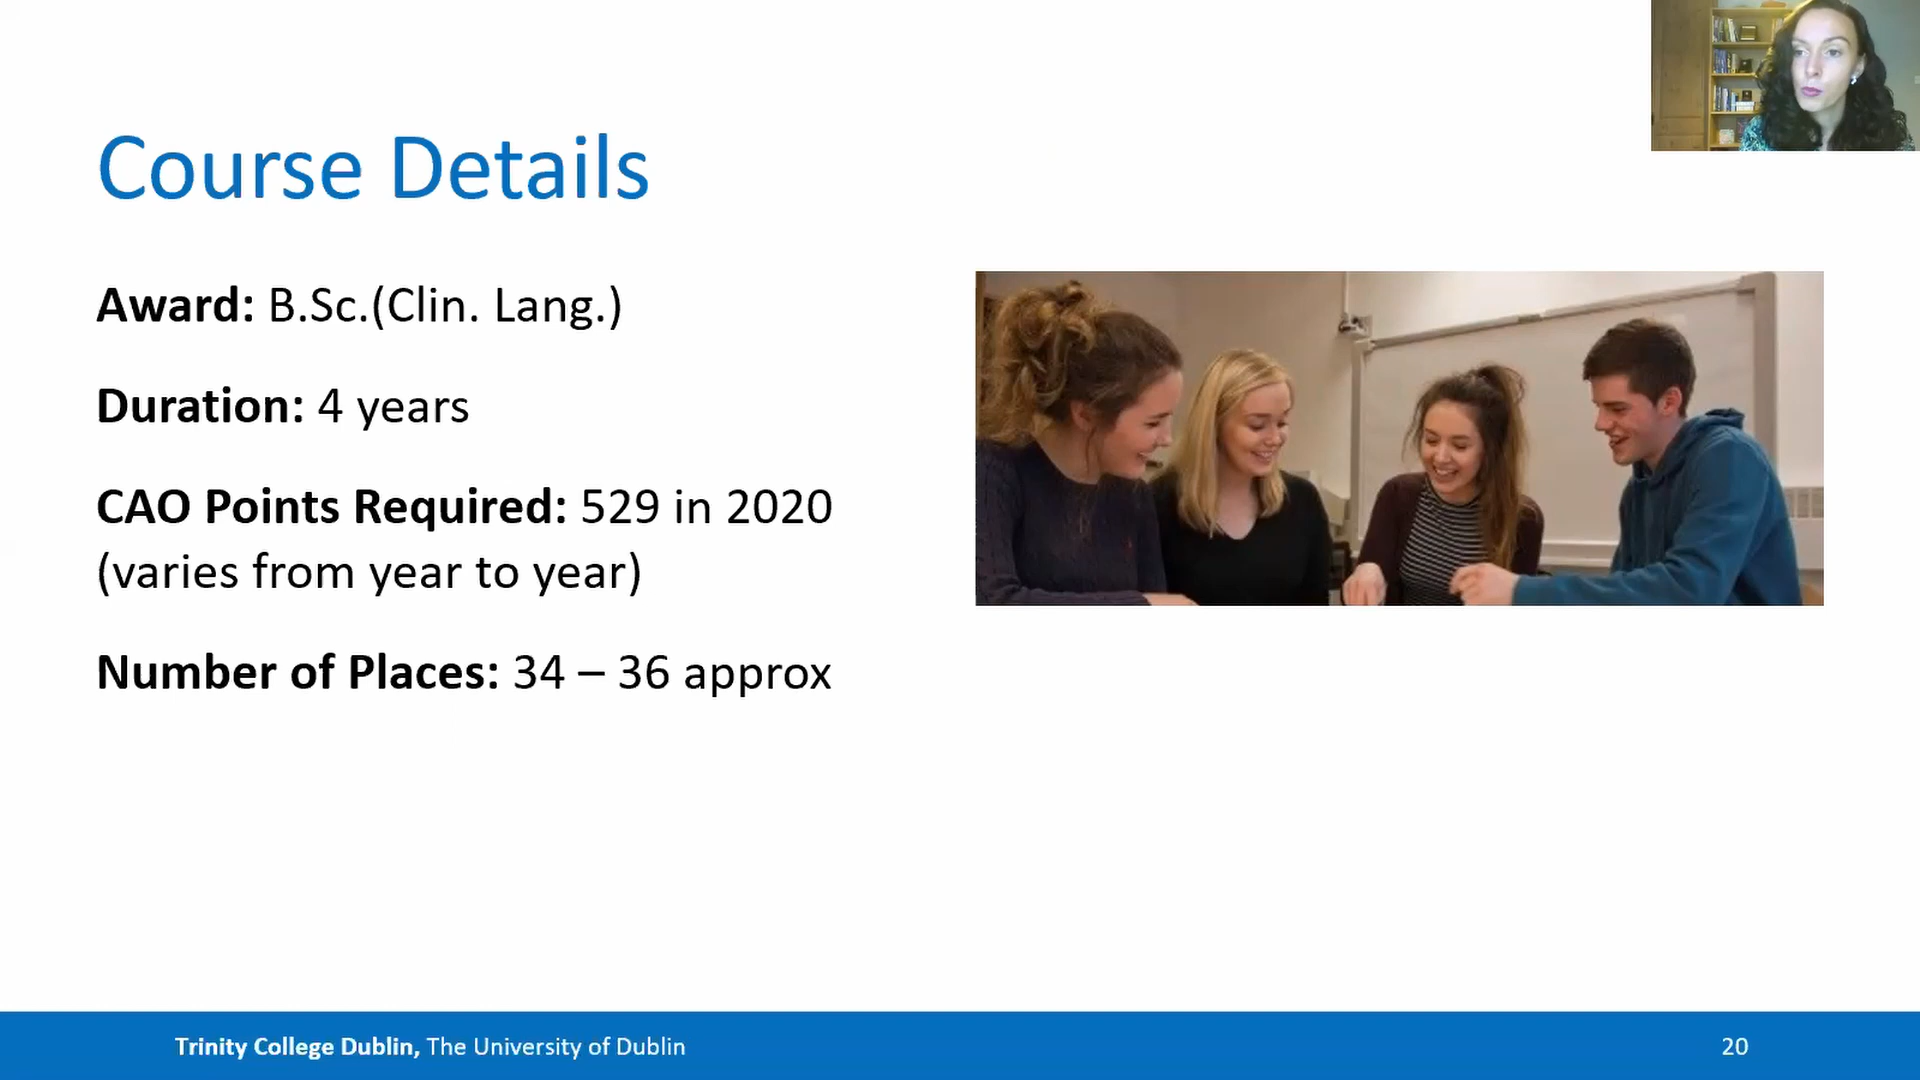 Course Details
Award: B.Sc.(Clin. Lang.)
Duration: 4 years
CAO Points Required: 529 in 2020
(varies from year to year)
Number of Places: 34 – 36 approx
Trinity College Dublin, The University of Dublin
20